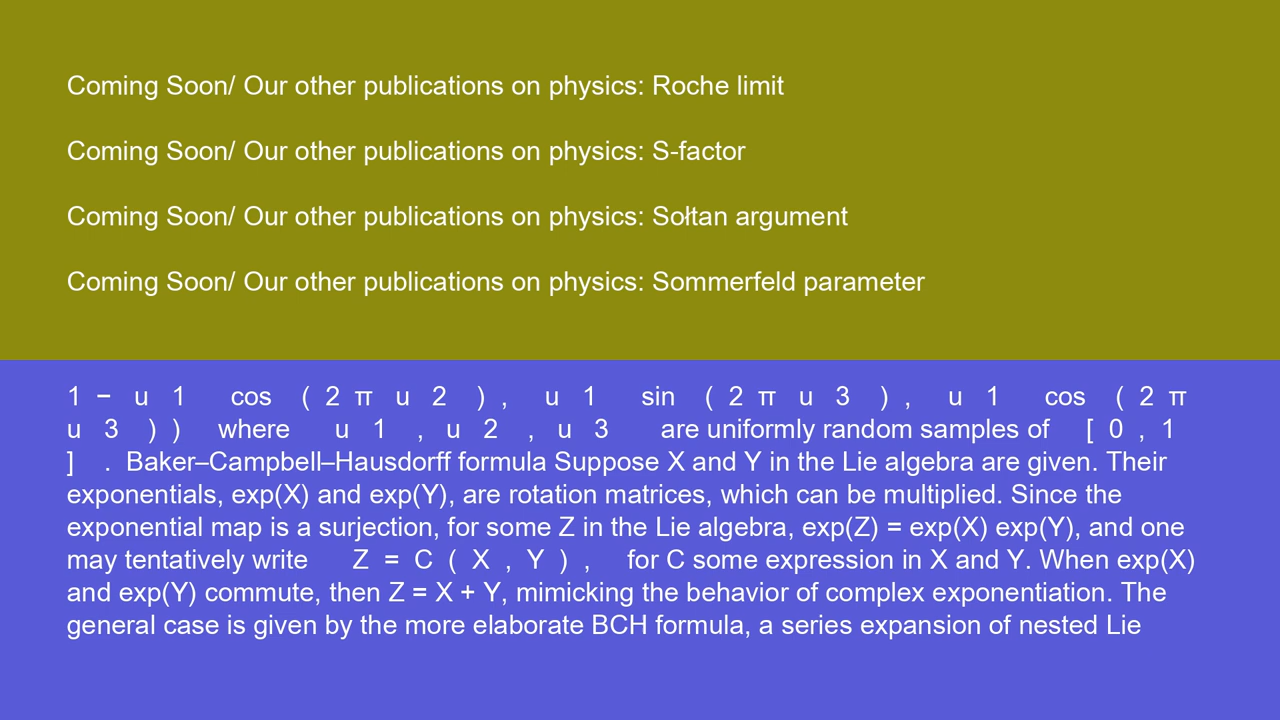 Coming Soon/ Our other publications on physics: Roche limit
Coming Soon/ Our other publications on physics: S-factor
Coming Soon/ Our other publications on physics: Sołtan argument
Coming Soon/ Our other publications on physics: Sommerfeld parameter
1 − u 1 cos ( 2 π u 2 ) , u 1 sin ( 2 π u 3 ) , u 1 cos ( 2 π
u 3 ) ) where u 1 , u 2 , u 3 are uniformly random samples of [ 0 , 1
] . Baker–Campbell–Hausdorff formula Suppose X and Y in the Lie algebra are given. Their
exponentials, exp(X) and exp(Y), are rotation matrices, which can be multiplied. Since the
exponential map is a surjection, for some Z in the Lie algebra, exp(Z) = exp(X) exp(Y), and one
may tentatively write Z = C ( X , Y ) , for C some expression in X and Y. When exp(X)
and exp(Y) commute, then Z = X + Y, mimicking the behavior of complex exponentiation. The
general case is given by the more elaborate BCH formula, a series expansion of nested Lie